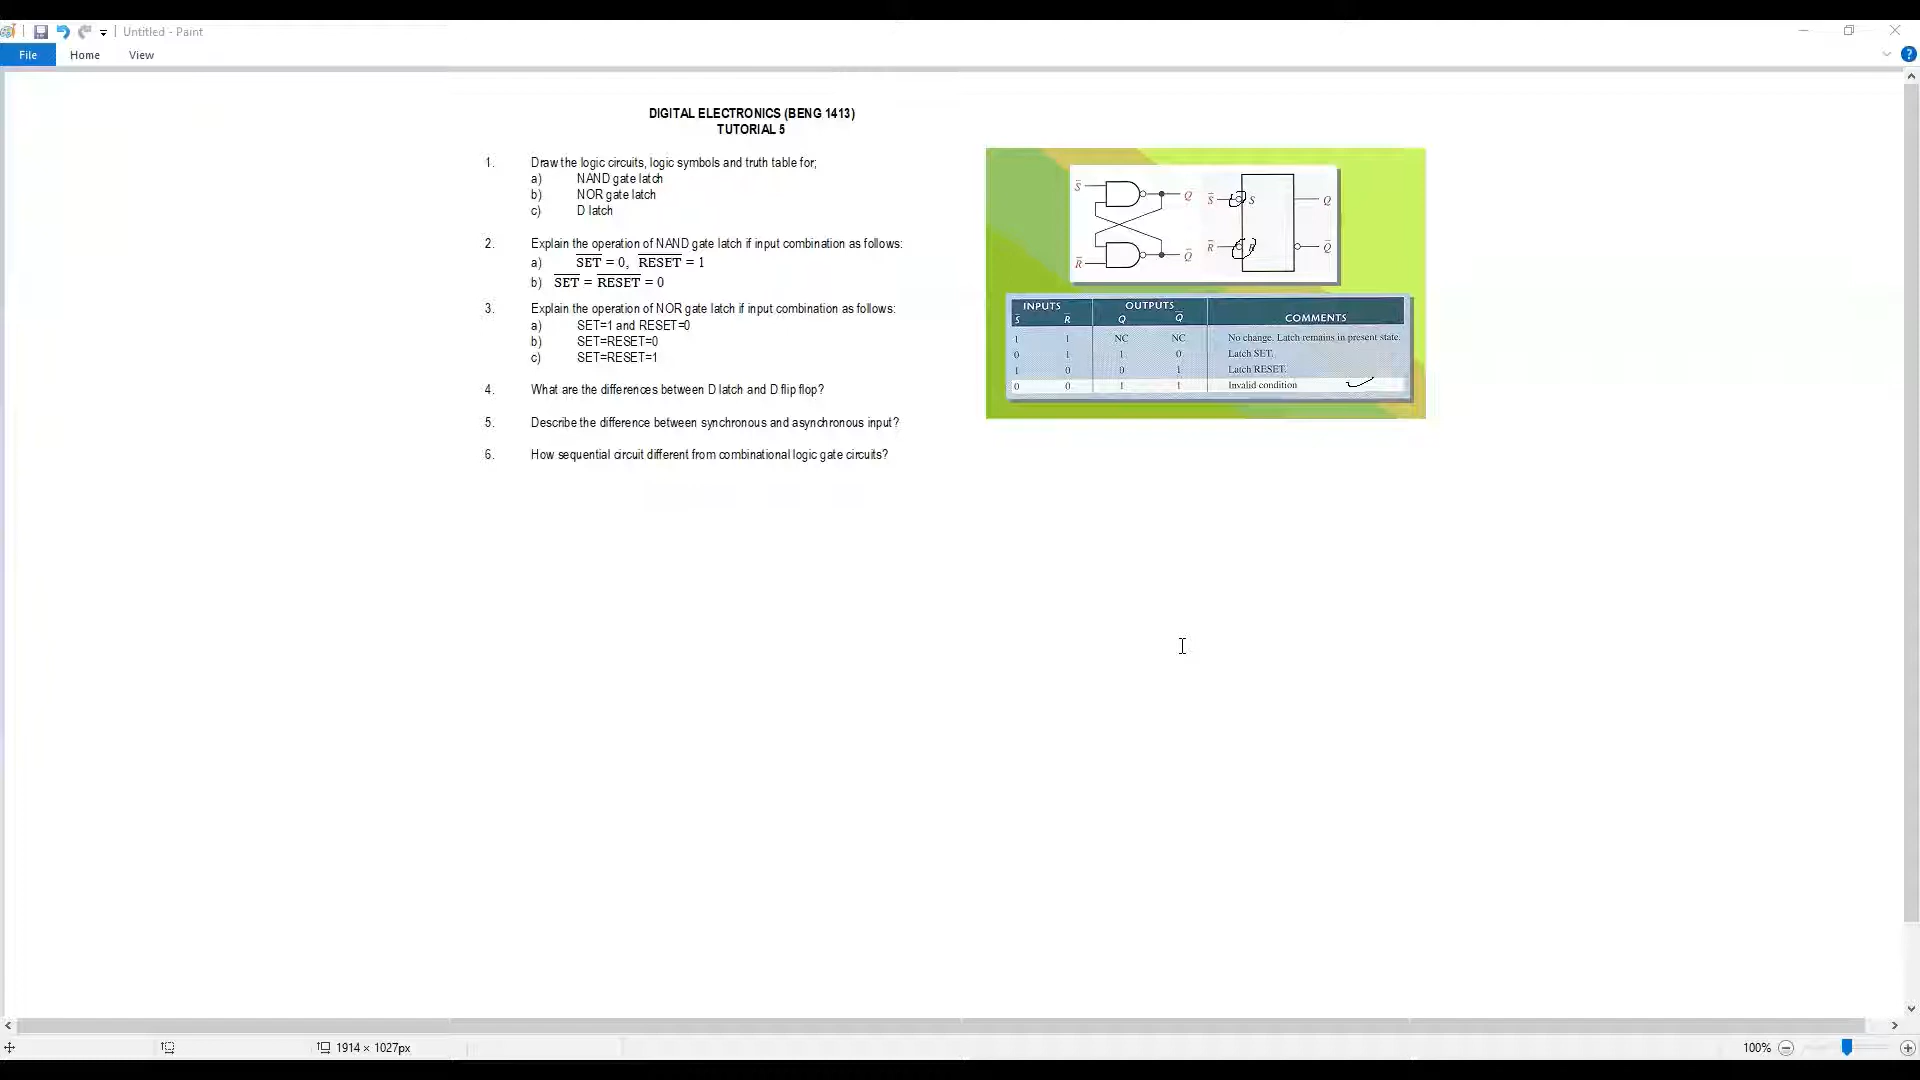 Untitled - Paint
File Home View
DIGITAL ELECTRONICS (BENG 1413)
TUTORIAL 5
1. Draw the logic circuits, logic symbols and truth table for;
a) NAND gate latch
b) NOR gate latch
c) D latch
2. Explain the operation of NAND gate latch if input combination as follows:
a) S̅E̅T̅ = 0, R̅E̅S̅E̅T̅ = 1
b) S̅E̅T̅ = R̅E̅S̅E̅T̅ = 0
3. Explain the operation of NOR gate latch if input combination as follows:
a) SET=1 and RESET=0
b) SET=RESET=0
c) SET=RESET=1
4. What are the differences between D latch and D flip flop?
5. Describe the difference between synchronous and asynchronous input?
6. How sequential circuit different from combinational logic gate circuits?
S̅ Q S̅ S Q
R̅ Q̅ R̅ R Q̅
INPUTS OUTPUTS
S̅ R̅ Q Q̅ COMMENTS
1 1 NC NC No change. Latch remains in present state.
0 1 1 0 Latch SET.
1 0 0 1 Latch RESET.
0 0 1 1 Invalid condition
1914 × 1027px 100%